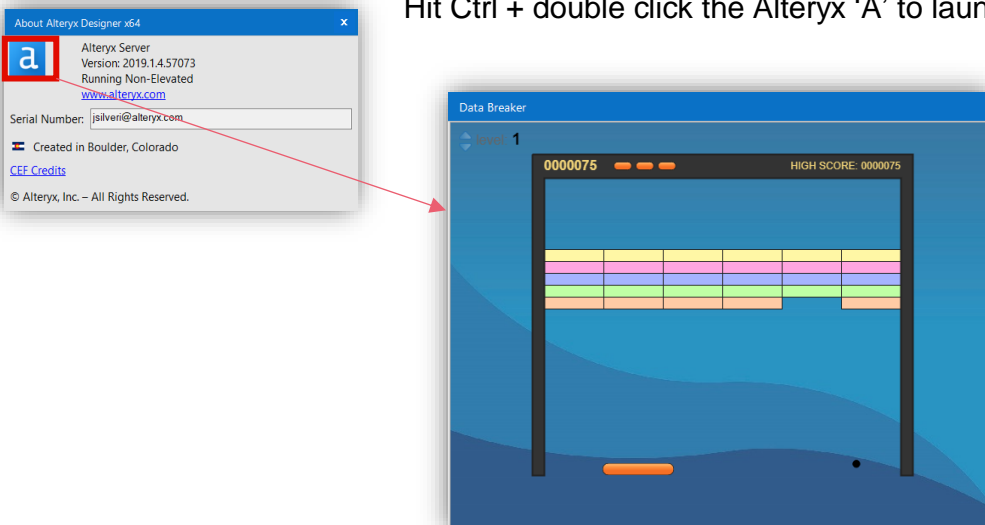 Hit Ctrl + double click the Alteryx ‘A’ to laun
About Alteryx Designer x64 x
a
Alteryx Server
Version: 2019.1.4.57073
Running Non-Elevated
www.alteryx.com
Serial Number: jsilveri@alteryx.com
Created in Boulder, Colorado
CEF Credits
© Alteryx, Inc. – All Rights Reserved.
Data Breaker
level 1
0000075 HIGH SCORE: 0000075